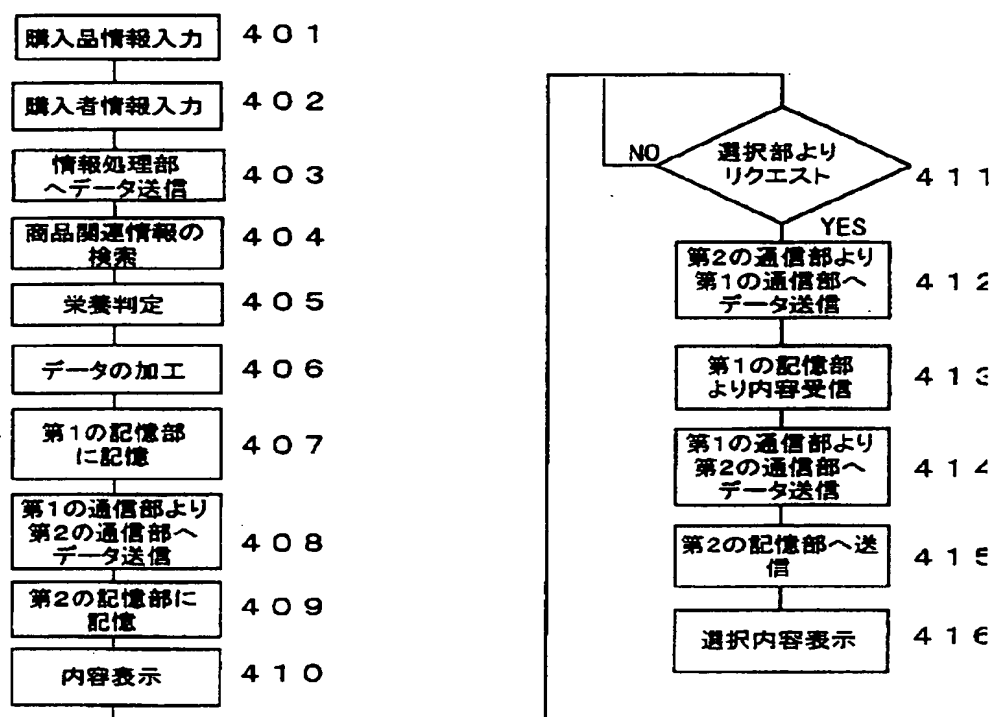 購入品情報入力 401
購入者情報入力 402
情報処理部
へデータ送信 403
商品関連情報の
検索 404
栄養判定 405
データの加工 406
第1の記憶部
に記憶 407
第1の通信部より
第2の通信部へ
データ送信 408
第2の記憶部に
記憶 409
内容表示 410
選択部より
リクエスト 411
NO
YES
第2の通信部より
第1の通信部へ
データ送信 412
第1の記憶部
より内容受信 413
第1の通信部より
第2の通信部へ
データ送信 414
第2の記憶部へ送
信 415
選択内容表示 416